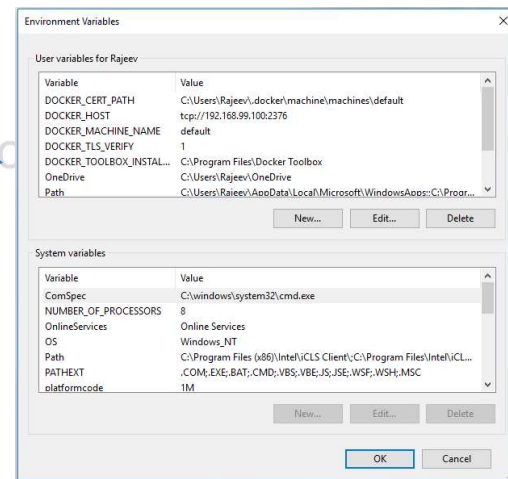 Environment Variables
User variables for Rajeev
Variable Value
DOCKER_CERT_PATH C:\Users\Rajeev\.docker\machine\machines\default
DOCKER_HOST tcp://192.168.99.100:2376
DOCKER_MACHINE_NAME default
DOCKER_TLS_VERIFY 1
DOCKER_TOOLBOX_INSTAL... C:\Program Files\Docker Toolbox
OneDrive C:\Users\Rajeev\OneDrive
Path C:\Users\Rajeev\AppData\Local\Microsoft\WindowsApps;:C:\Progr...
New... Edit... Delete
System variables
Variable Value
ComSpec C:\windows\system32\cmd.exe
NUMBER_OF_PROCESSORS 8
OnlineServices Online Services
OS Windows_NT
Path C:\Program Files (x86)\Intel\iCLS Client\;C:\Program Files\Intel\iCL...
PATHEXT .COM;.EXE;.BAT;.CMD;.VBS;.VBE;.JS;.JSE;.WSF;.WSH;.MSC
platformcode 1M
New... Edit... Delete
OK Cancel